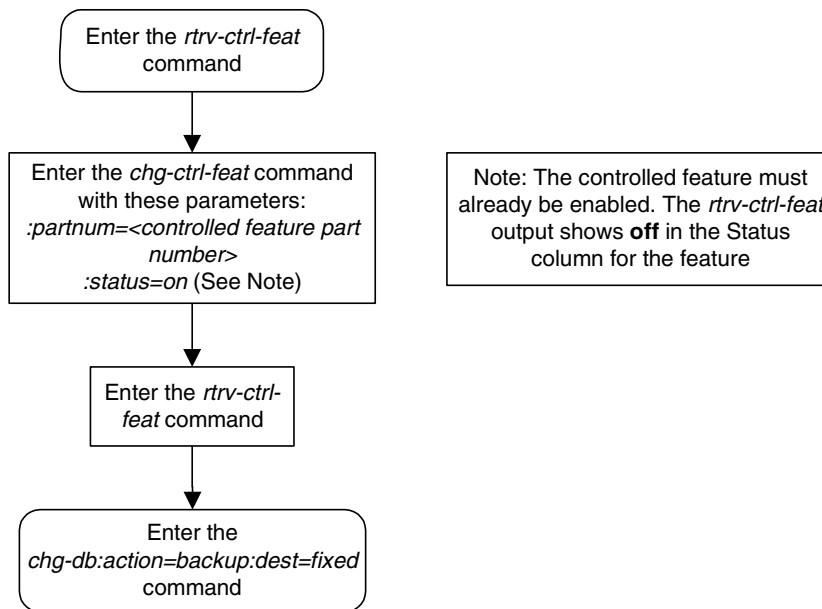 Enter the rtrv-ctrl-feat
command
Enter the chg-ctrl-feat command
with these parameters:
:partnum=<controlled feature part
number>
:status=on (See Note)
Note: The controlled feature must
already be enabled. The rtrv-ctrl-feat
output shows off in the Status
column for the feature
Enter the rtrv-ctrl-
feat command
Enter the
chg-db:action=backup:dest=fixed
command